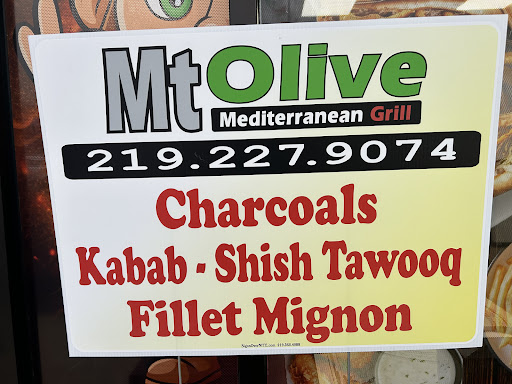 Mt Olive
Mediterranean Grill
219.227.9074
Charcoals
Kabab - Shish Tawooq
Fillet Mignon